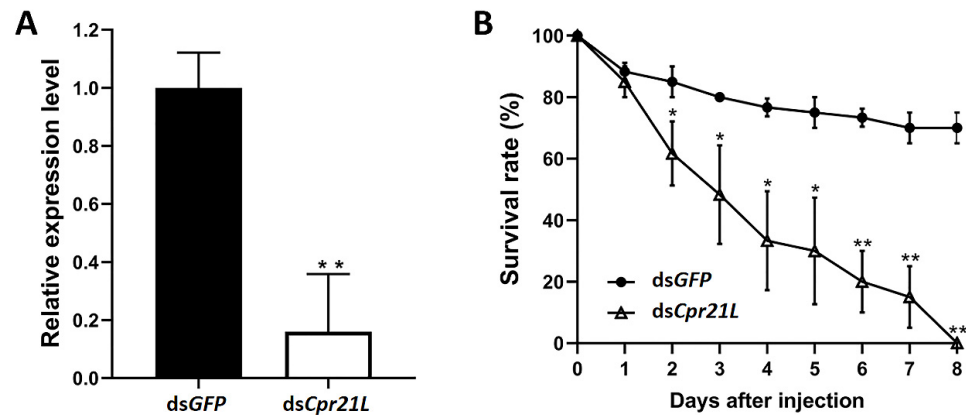 A
Relative expression level
1.2
1.0
0.8
0.6
0.4
0.2
0.0
**
dsGFP
dsCpr21L
B
Survival rate (%)
100
80
60
40
20
0
*
*
*
*
**
**
**
dsGFP
dsCpr21L
0 1 2 3 4 5 6 7 8
Days after injection